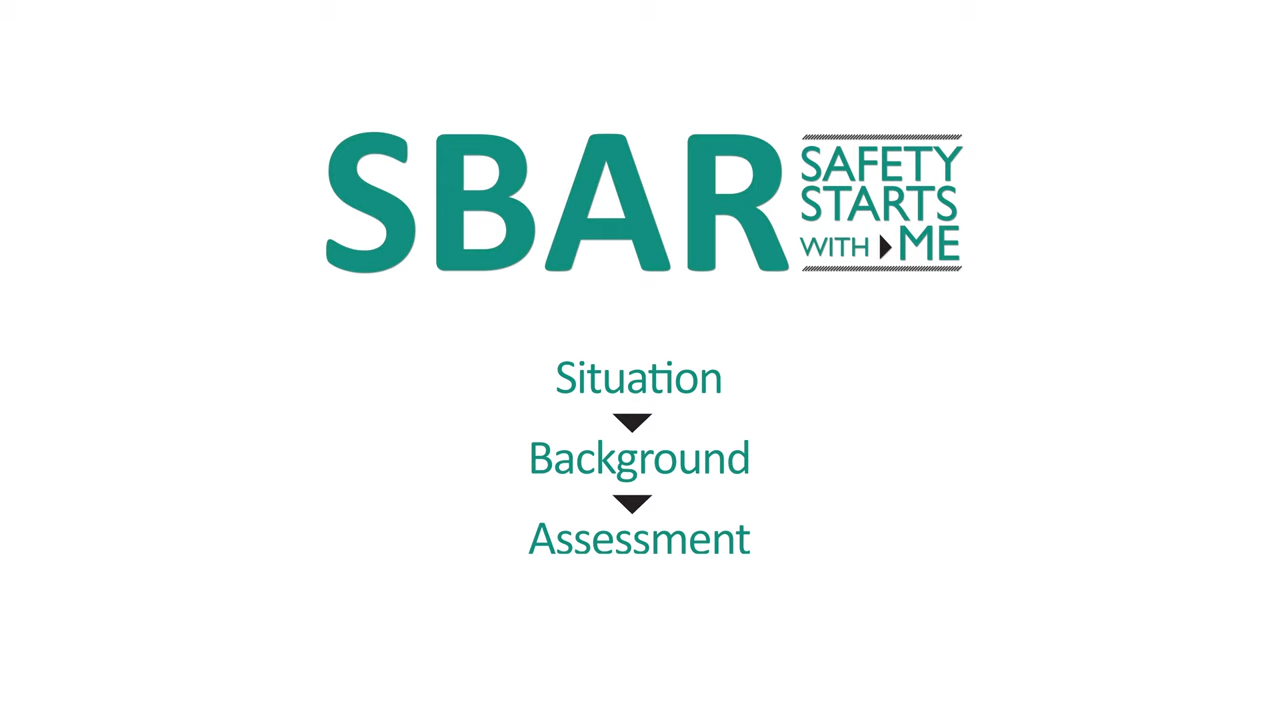 SBAR
SAFETY
STARTS
WITH ME
Situation
Background
Assessment